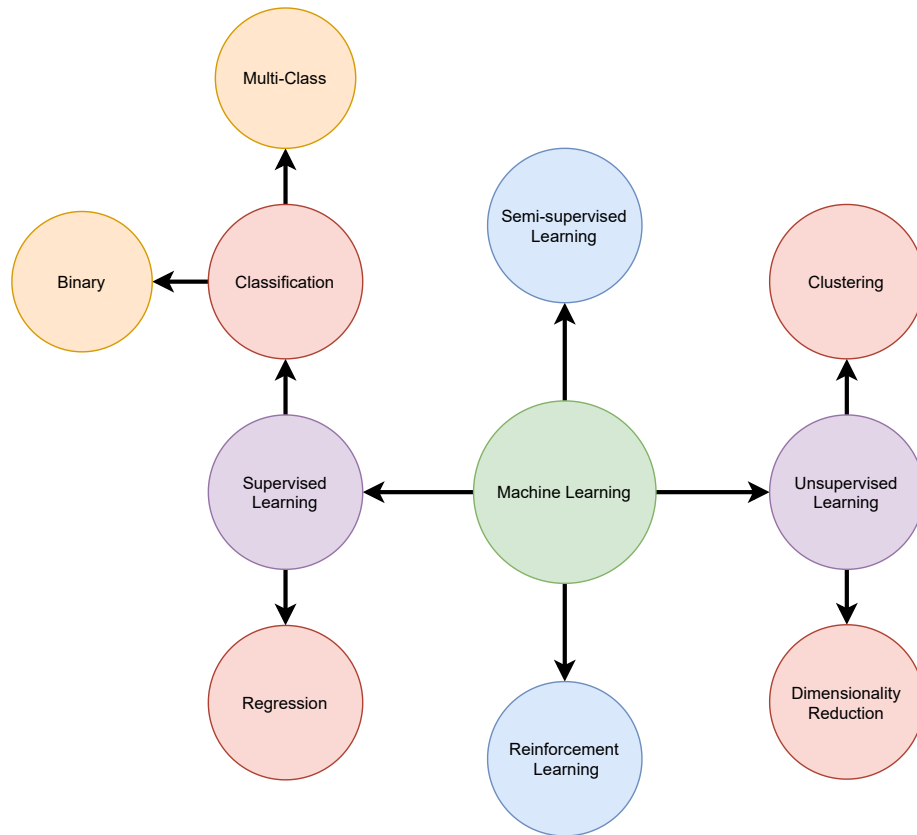 Multi-Class
Semi-supervised
Learning
Binary
Classification
Clustering
Supervised
Learning
Machine Learning
Unsupervised
Learning
Regression
Reinforcement
Learning
Dimensionality
Reduction